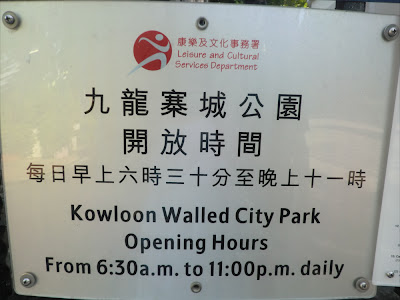 康樂及文化事務署
Leisure and Cultural
Services Department
九龍寨城公園
開放時間
每日早上六時三十分至晚上十一時
Kowloon Walled City Park
Opening Hours
From 6:30a.m. to 11:00p.m. daily